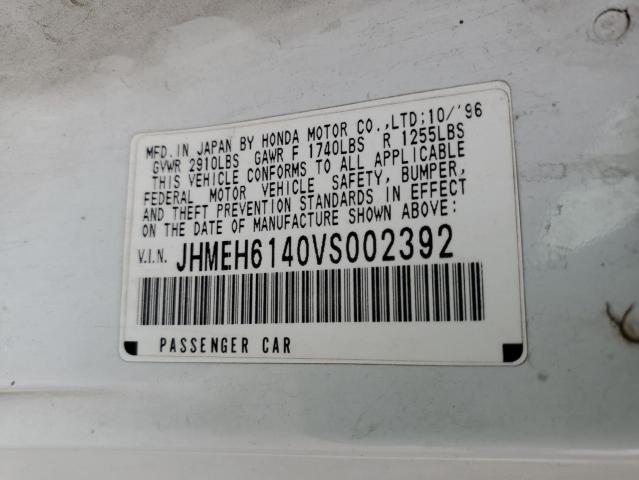 MFD. IN JAPAN BY HONDA MOTOR CO.,LTD;10/'96
GVWR 2910LBS GAWR F 1740LBS R 1255LBS
THIS VEHICLE CONFORMS TO ALL APPLICABLE
FEDERAL MOTOR VEHICLE SAFETY, BUMPER,
AND THEFT PREVENTION STANDARDS IN EFFECT
ON THE DATE OF MANUFACTURE SHOWN ABOVE:
V.I.N. JHMEH6140VS002392
PASSENGER CAR